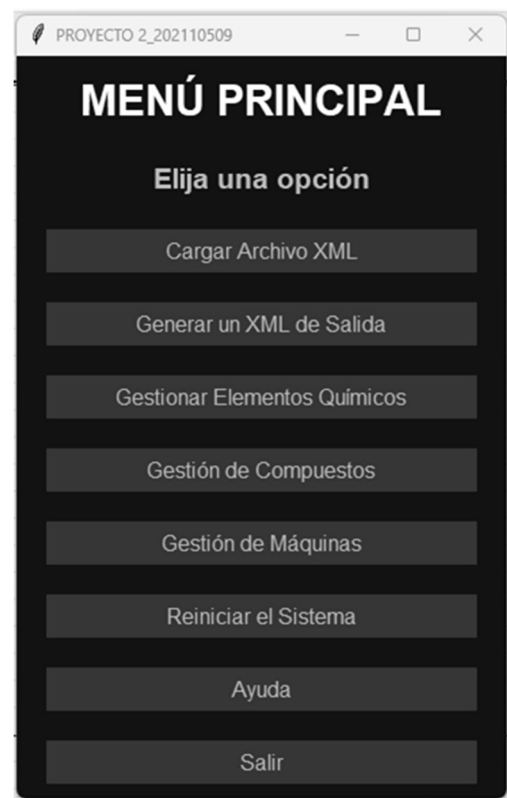 PROYECTO 2_202110509
MENÚ PRINCIPAL
Elija una opción
Cargar Archivo XML
Generar un XML de Salida
Gestionar Elementos Químicos
Gestión de Compuestos
Gestión de Máquinas
Reiniciar el Sistema
Ayuda
Salir